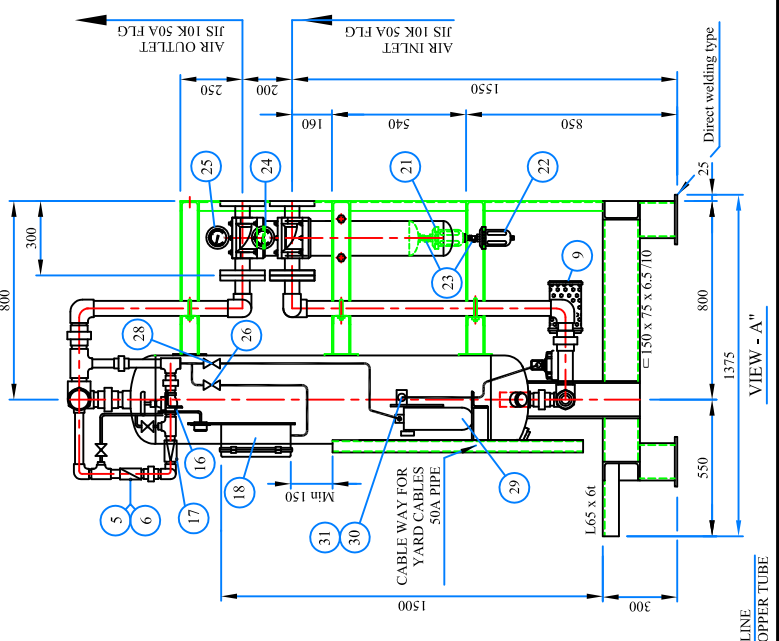 AIR OUTLET
JIS 10K 50A FLG
AIR INLET
JIS 10K 50A FLG
250
200
1550
160
540
850
Direct welding type
25
25
24
21
22
300
800
23
9
800
⊏ 150 x 75 x 6.5 /10
1375
VIEW - A"
28
26
16
18
17
5
6
Min 150
31
30
29
CABLE WAY FOR
YARD CABLES
50A PIPE
L65 x 6t
550
1500
300
LINE
OPPER TUBE